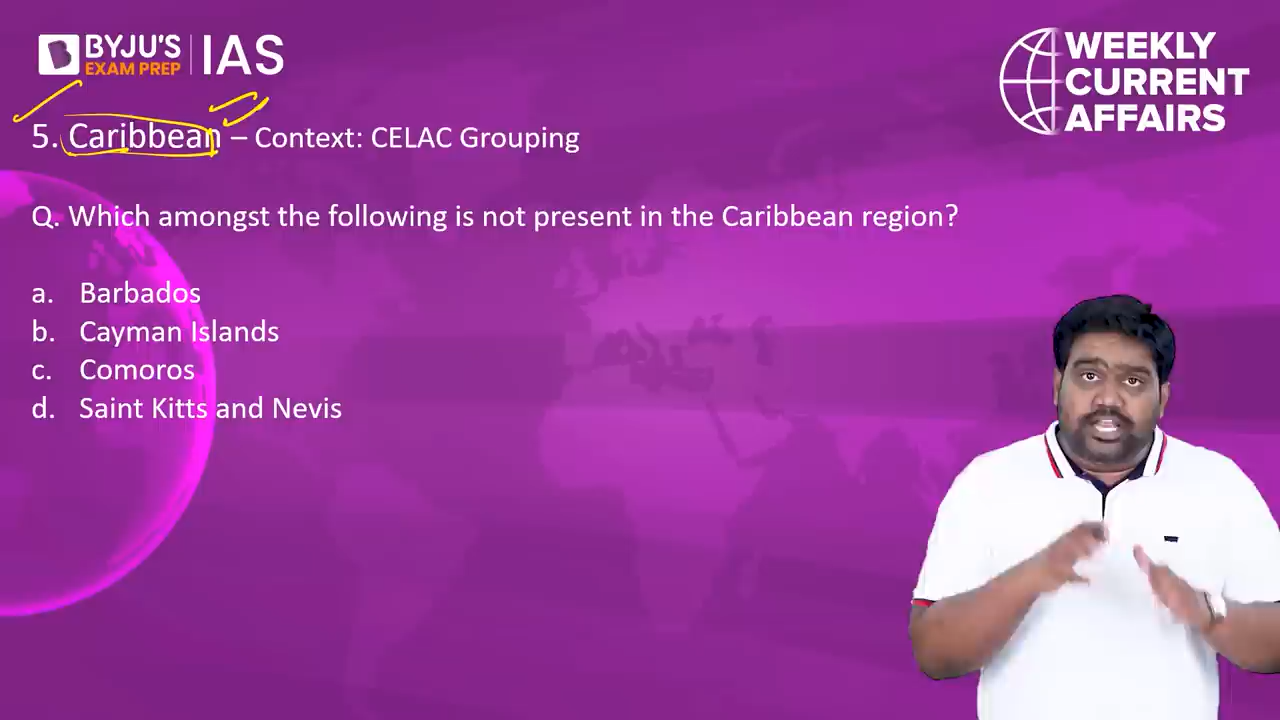 BYJU'S
EXAM PREP
IAS
WEEKLY
CURRENT
AFFAIRS
5. Caribbean – Context: CELAC Grouping
Q. Which amongst the following is not present in the Caribbean region?
a. Barbados
b. Cayman Islands
c. Comoros
d. Saint Kitts and Nevis